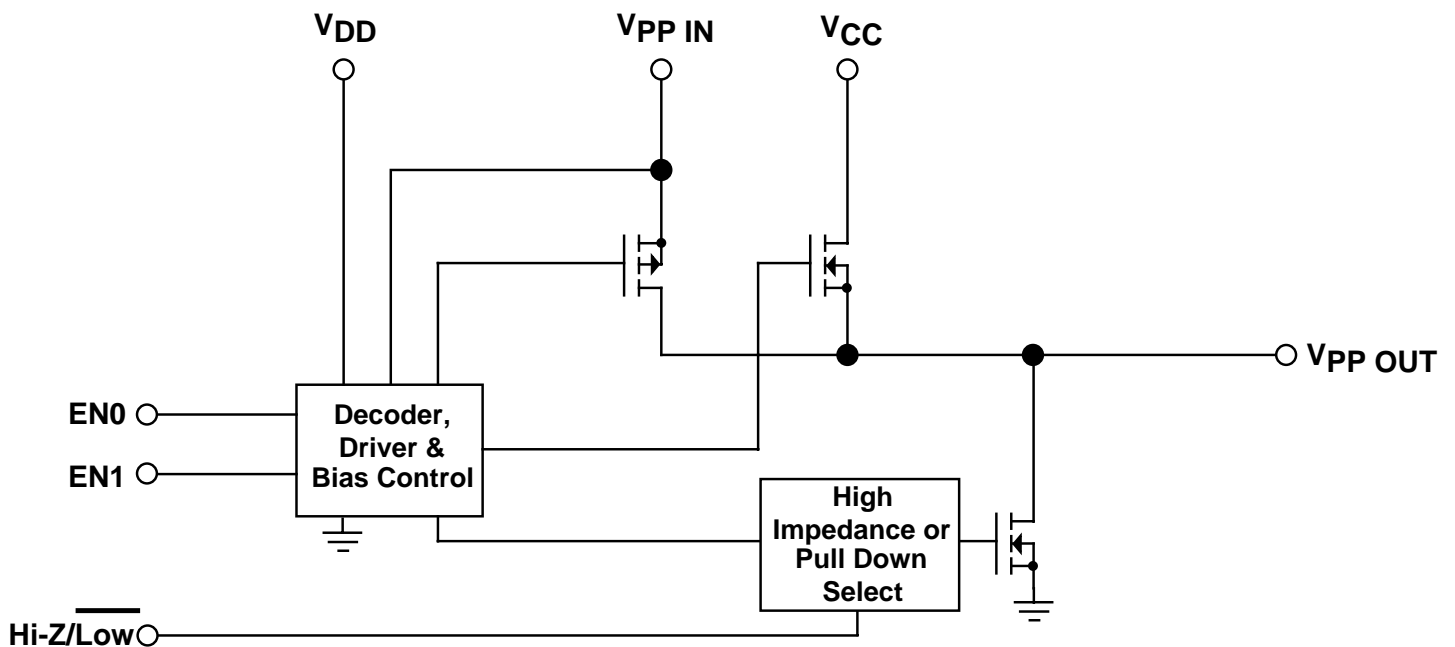 VDD
VPP IN
VCC
VPP OUT
EN0
EN1
Decoder,
Driver &
Bias Control
High
Impedance or
Pull Down
Select
Hi-Z/Low